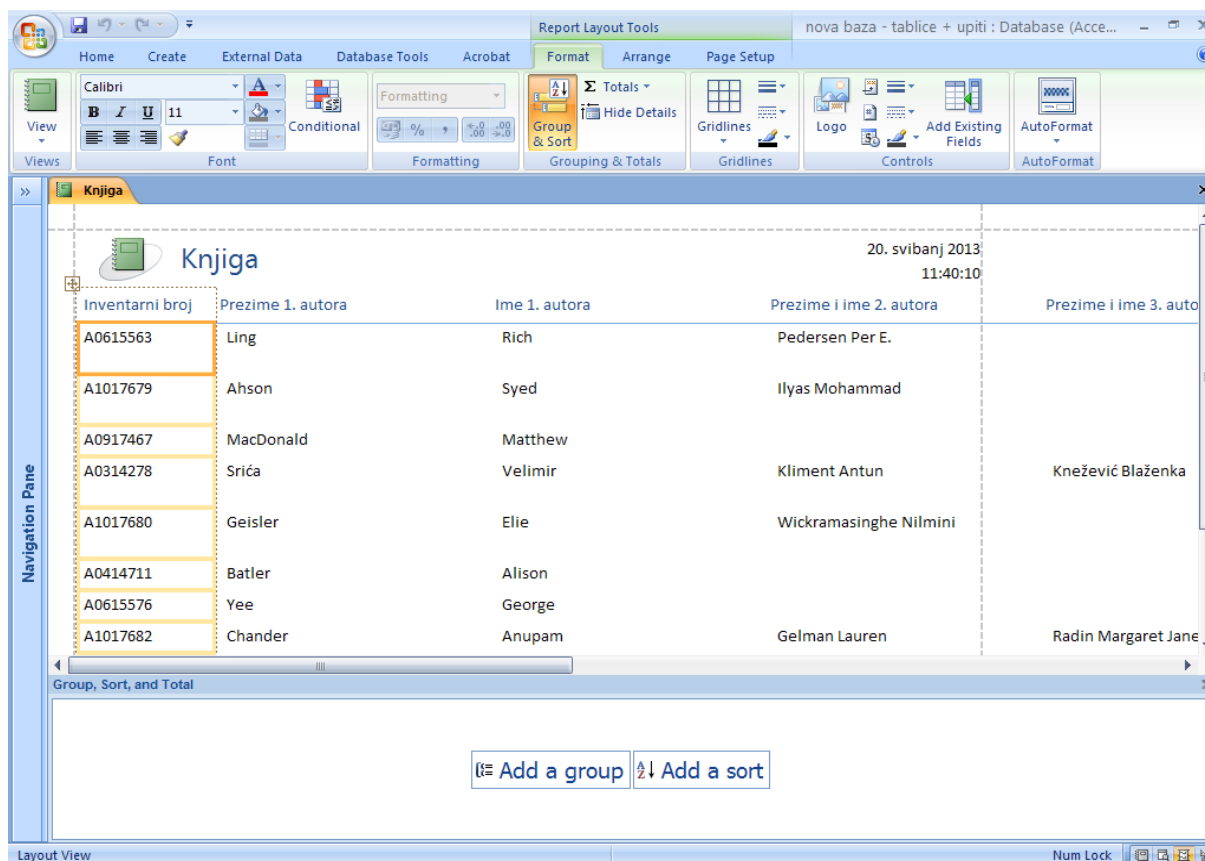 Report Layout Tools
nova baza - tablice + upiti : Database (Acce...
Home Create External Data Database Tools Acrobat Format Arrange Page Setup
Calibri
B I U 11
View
Conditional
Formatting
% , .0 .00 .00 .0
Group & Sort
Σ Totals
Hide Details
Gridlines
Logo
Add Existing Fields
AutoFormat
Views Font Formatting Grouping & Totals Gridlines Controls AutoFormat
» Knjiga
Navigation Pane
Knjiga
20. svibanj 2013
11:40:10
Inventarni broj Prezime 1. autora Ime 1. autora Prezime i ime 2. autora Prezime i ime 3. auto
A0615563 Ling Rich Pedersen Per E.
A1017679 Ahson Syed Ilyas Mohammad
A0917467 MacDonald Matthew
A0314278 Srića Velimir Kliment Antun Knežević Blaženka
A1017680 Geisler Elie Wickramasinghe Nilmini
A0414711 Batler Alison
A0615576 Yee George
A1017682 Chander Anupam Gelman Lauren Radin Margaret Jane
Group, Sort, and Total
Add a group AZ Add a sort
Layout View Num Lock